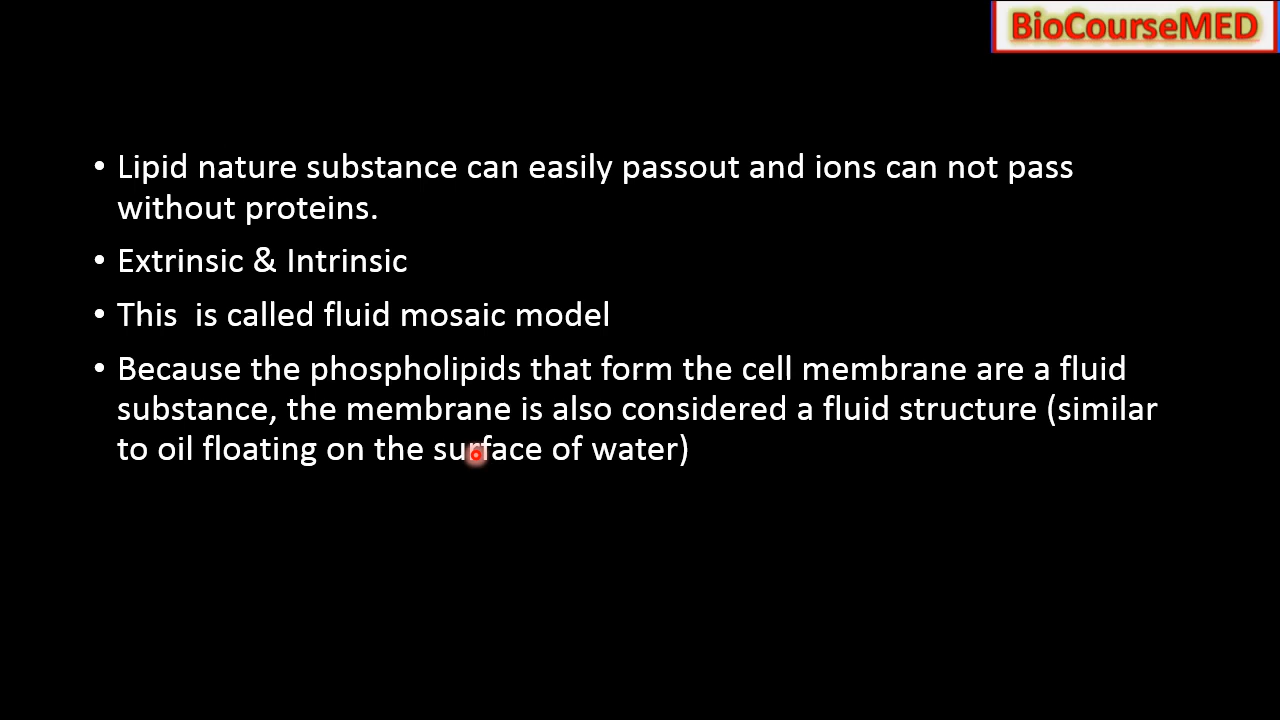 BioCourseMED
• Lipid nature substance can easily passout and ions can not pass
without proteins.
• Extrinsic & Intrinsic
• This  is called fluid mosaic model
• Because the phospholipids that form the cell membrane are a fluid
substance, the membrane is also considered a fluid structure (similar
to oil floating on the surface of water)